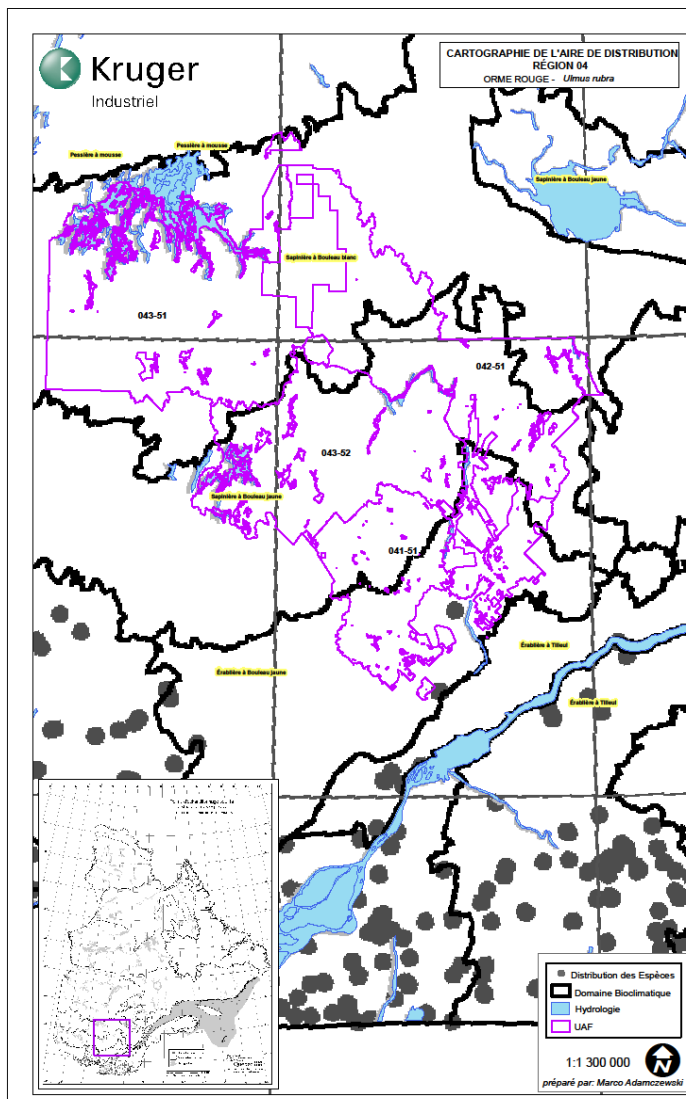 Kruger
Industriel
CARTOGRAPHIE DE L'AIRE DE DISTRIBUTION
RÉGION 04
ORME ROUGE - Ulmus rubra
Pessière à mousse
Pessière à mousse
Sapinière à Bouleau jaune
Sapinière à Bouleau blanc
043-51
042-51
043-52
Sapinière à Bouleau jaune
041-51
Érablière à Bouleau jaune
Érablière à Tilleul
Érablière à Tilleul
Distribution des Espèces
Domaine Bioclimatique
Hydrologie
UAF
1:1 300 000
N
préparé par: Marco Adamczewski